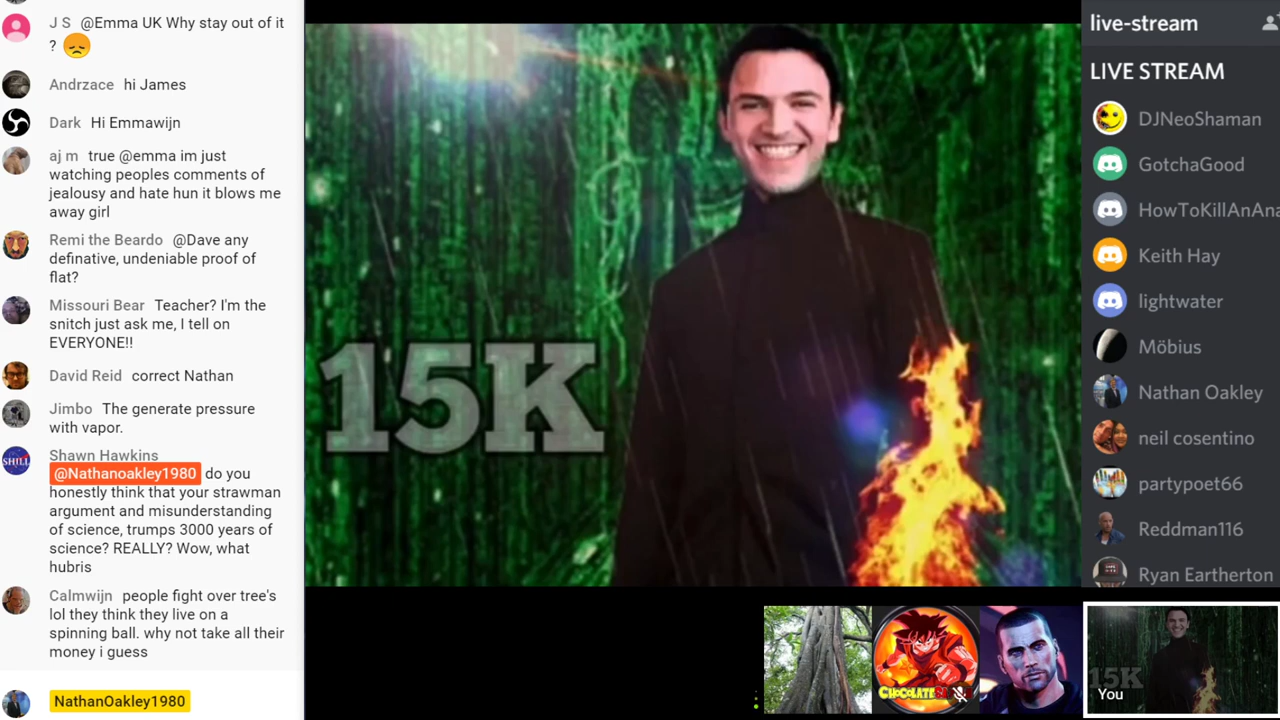 J S @Emma UK Why stay out of it
?
Andrzace hi James
Dark Hi Emmawijn
aj m true @emma im just
watching peoples comments of
jealousy and hate hun it blows me
away girl
Remi the Beardo @Dave any
definative, undeniable proof of
flat?
Missouri Bear Teacher? I'm the
snitch just ask me, I tell on
EVERYONE!!
David Reid correct Nathan
Jimbo The generate pressure
with vapor.
Shawn Hawkins
@Nathanoakley1980 do you
honestly think that your strawman
argument and misunderstanding
of science, trumps 3000 years of
science? REALLY? Wow, what
hubris
Calmwijn people fight over tree's
lol they think they live on a
spinning ball. why not take all their
money i guess
NathanOakley1980
SHILL
15K
live-stream
LIVE STREAM
DJNeoShaman
GotchaGood
HowToKillAnAna
Keith Hay
lightwater
Möbius
Nathan Oakley
neil cosentino
partypoet66
Reddman116
Ryan Eartherton
15K
You